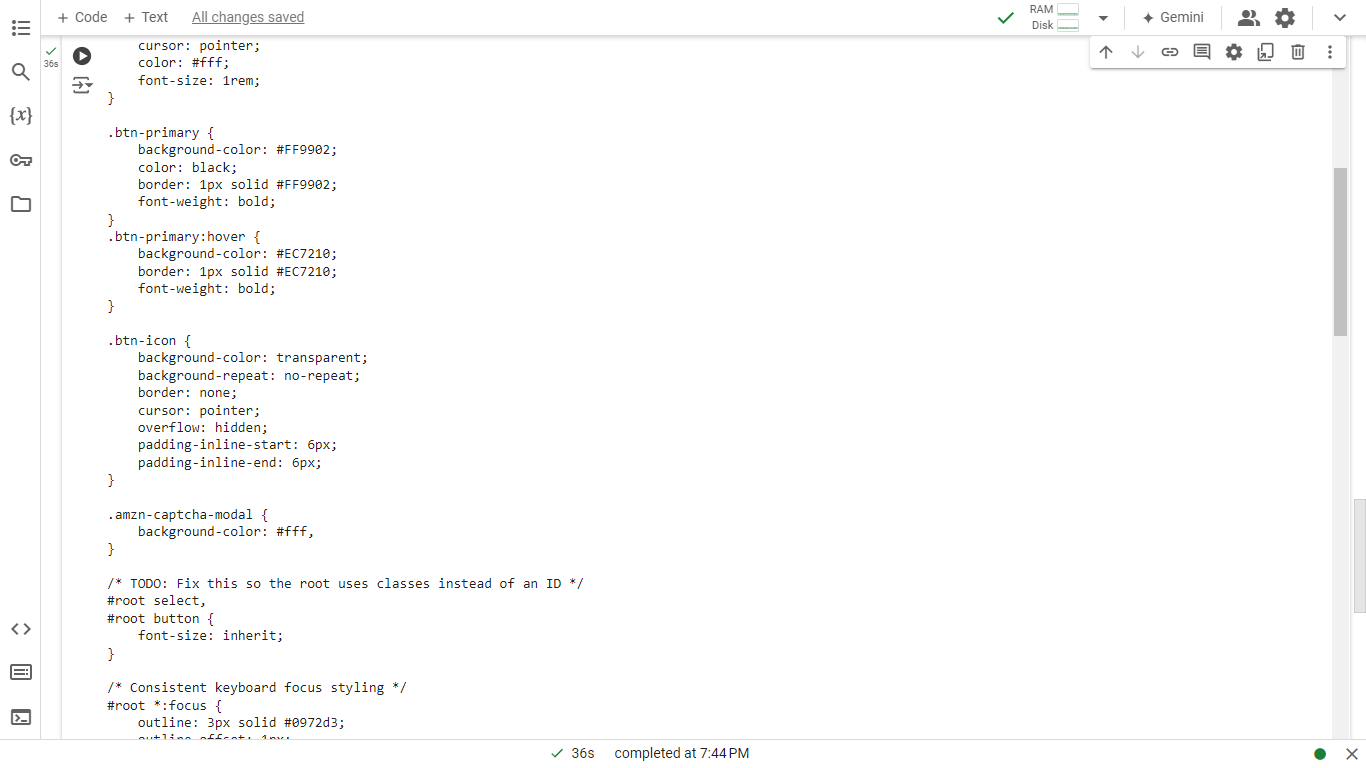 + Code + Text All changes saved
RAM
Disk
Gemini
36s
cursor: pointer;
color: #fff;
font-size: 1rem;
}
.btn-primary {
background-color: #FF9902;
color: black;
border: 1px solid #FF9902;
font-weight: bold;
}
.btn-primary:hover {
background-color: #EC7210;
border: 1px solid #EC7210;
font-weight: bold;
}
.btn-icon {
background-color: transparent;
background-repeat: no-repeat;
border: none;
cursor: pointer;
overflow: hidden;
padding-inline-start: 6px;
padding-inline-end: 6px;
}
.amzn-captcha-modal {
background-color: #fff,
}
/* TODO: Fix this so the root uses classes instead of an ID */
#root select,
#root button {
font-size: inherit;
}
/* Consistent keyboard focus styling */
#root *:focus {
outline: 3px solid #0972d3;
outline-offset: 1px;
36s completed at 7:44 PM